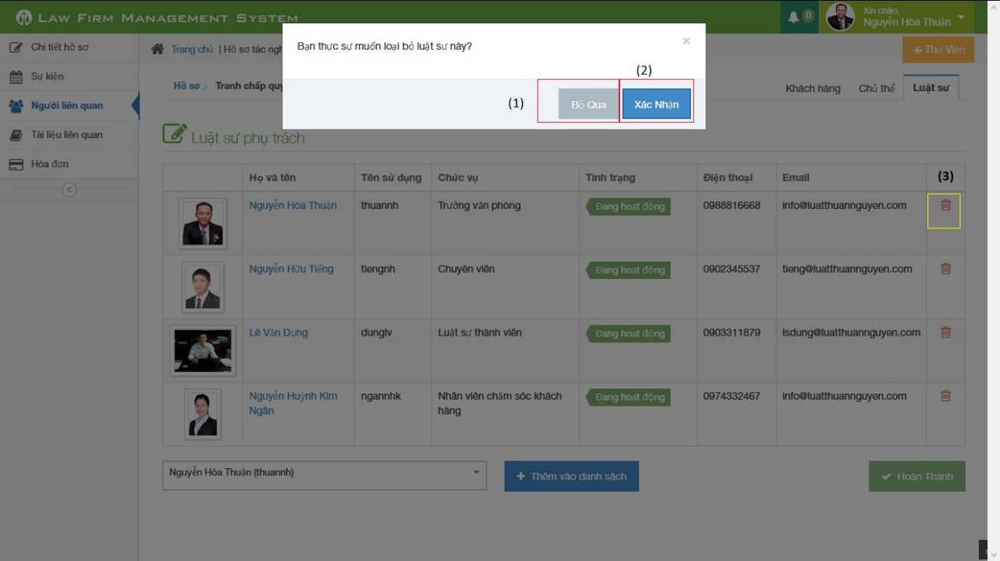 LAW FIRM MANAGEMENT SYSTEM
0
Xin chào,
Nguyễn Hòa Thuận
Chi tiết hồ sơ
Sự kiện
Người liên quan
Tài liệu liên quan
Hóa đơn
Trang chủ | Hồ sơ tác ngh
Thư Viện
Bạn thực sự muốn loại bỏ luật sư này?
×
(1)
Bỏ Qua
(2)
Xác Nhận
Hồ sơ > Tranh chấp quy
Khách hàng Chủ thể Luật sư
Luật sư phụ trách
Họ và tên Tên sử dụng Chức vụ Tình trạng Điện thoại Email (3)
Nguyễn Hòa Thuận thuannh Trưởng văn phòng Đang hoạt động 0988816668 info@luatthuannguyen.com
Nguyễn Hữu Tiếng tiengnh Chuyên viên Đang hoạt động 0902345537 tieng@luatthuannguyen.com
Lê Văn Dụng dunglv Luật sư thành viên Đang hoạt động 0903311879 lsdung@luatthuannguyen.com
Nguyễn Huỳnh Kim ngannhk Nhân viên chăm sóc khách Đang hoạt động 0974332467 info@luatthuannguyen.com
Ngân hàng
Nguyễn Hòa Thuận (thuannh)
Thêm vào danh sách
Hoàn Thành